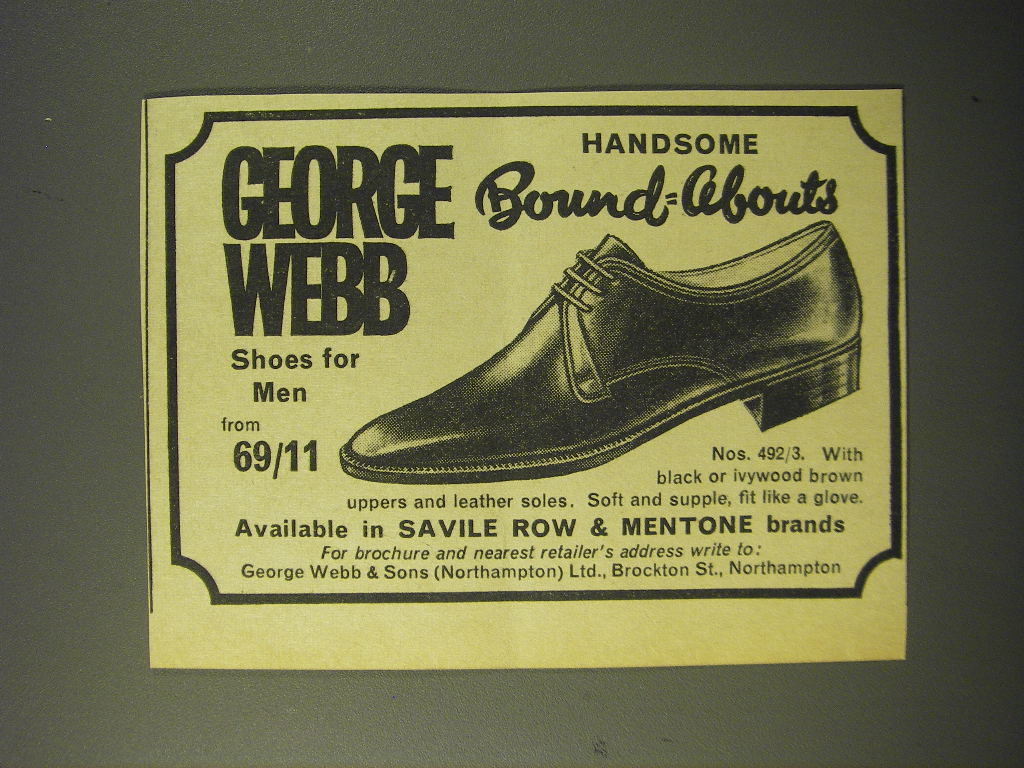 GEORGE
WEBB
Shoes for
Men
from
69/11
HANDSOME
Bound=Abouts
Nos. 492/3. With
black or ivywood brown
uppers and leather soles. Soft and supple, fit like a glove.
Available in SAVILE ROW & MENTONE brands
For brochure and nearest retailer's address write to:
George Webb & Sons (Northampton) Ltd., Brockton St., Northampton